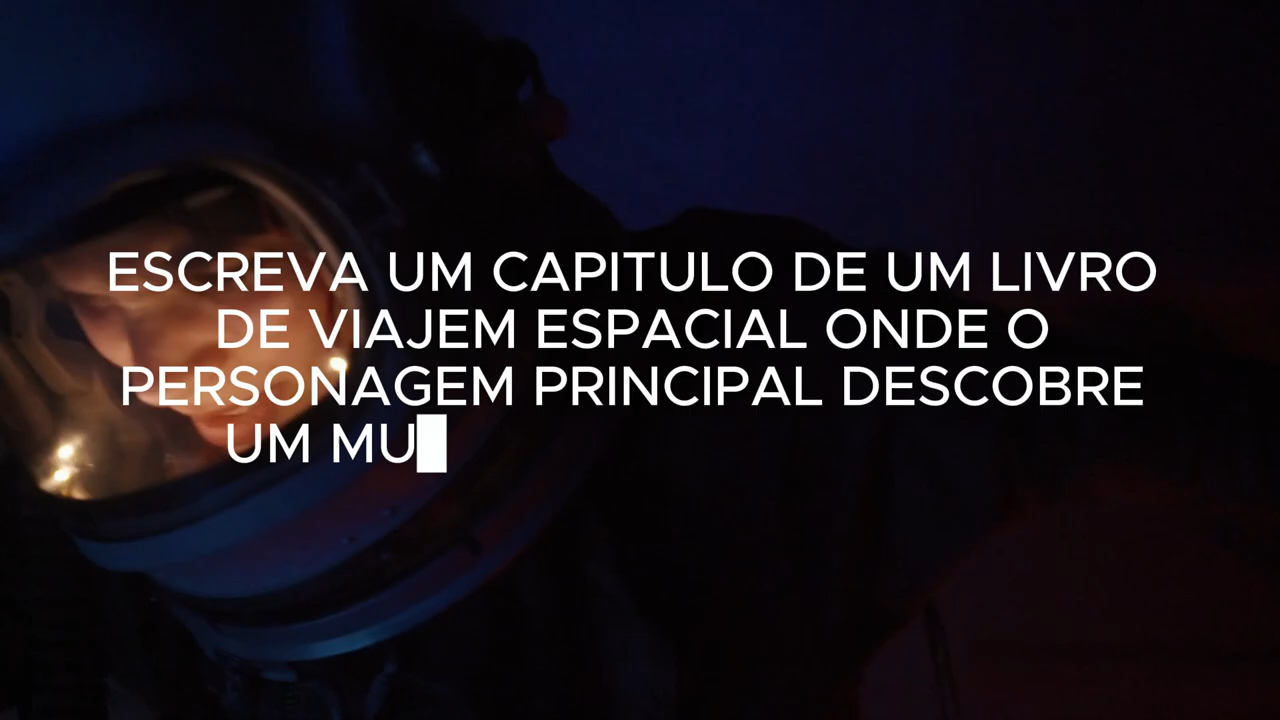 ESCREVA UM CAPITULO DE UM LIVRO
DE VIAJEM ESPACIAL ONDE O
PERSONAGEM PRINCIPAL DESCOBRE
UM MU